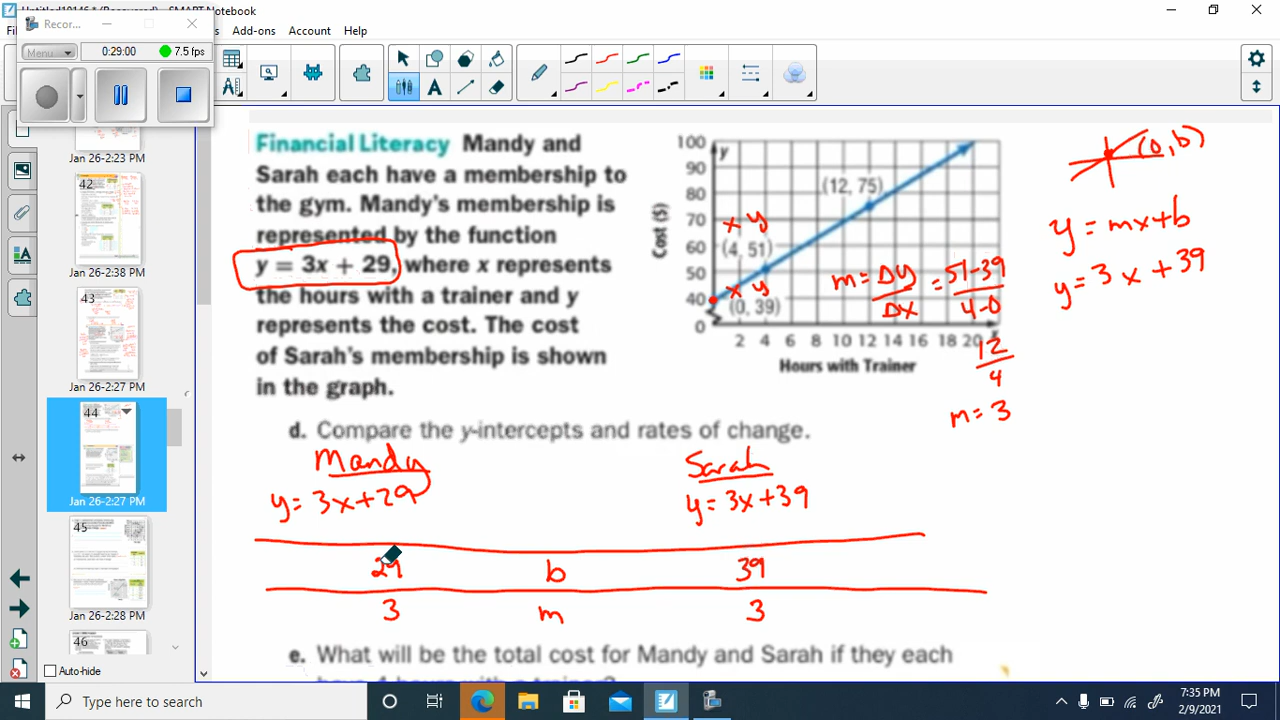 Recor...
Menu
0:29:00
7.5 fps
SMART Notebook
Add-ons
Account
Help
Jan 26-2:23 PM
42
Jan 26-2:38 PM
43
Jan 26-2:27 PM
44
Jan 26-2:27 PM
45
Jan 26-2:28 PM
46
Auto-hide
Financial Literacy Mandy and
Sarah each have a membership to
the gym. Mandy's membership is
represented by the function
y = 3x + 29, where x represents
the hours with a trainer and y
represents the cost. The cost
of Sarah's membership is shown
in the graph.
Cost ($)
100
90
80
70
60
50
40
0
y
(12, 75)
x y
(4, 51)
x y
(0, 39)
2 4 6 8 10 12 14 16 18 20
x
Hours with Trainer
m = Δy/Δx = 51-39/4-0
12/4
m = 3
(0, b)
y = mx+b
y = 3x + 39
d. Compare the y-intercepts and rates of change.
Mandy
Sarah
y = 3x+29
y = 3x+39
29 b 39
3 m 3
e. What will be the total cost for Mandy and Sarah if they each
Type here to search
7:35 PM
2/9/2021